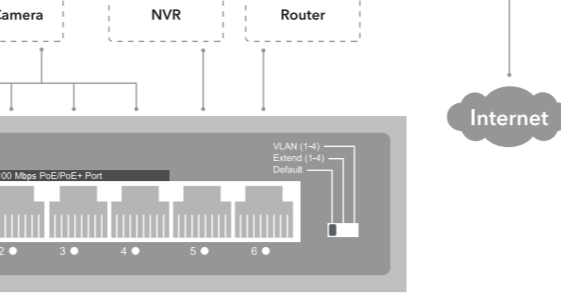 Camera NVR Router
Internet
VLAN (1-4)
Extend (1-4)
Default
00 Mbps PoE/PoE+ Port
2 3 4 5 6